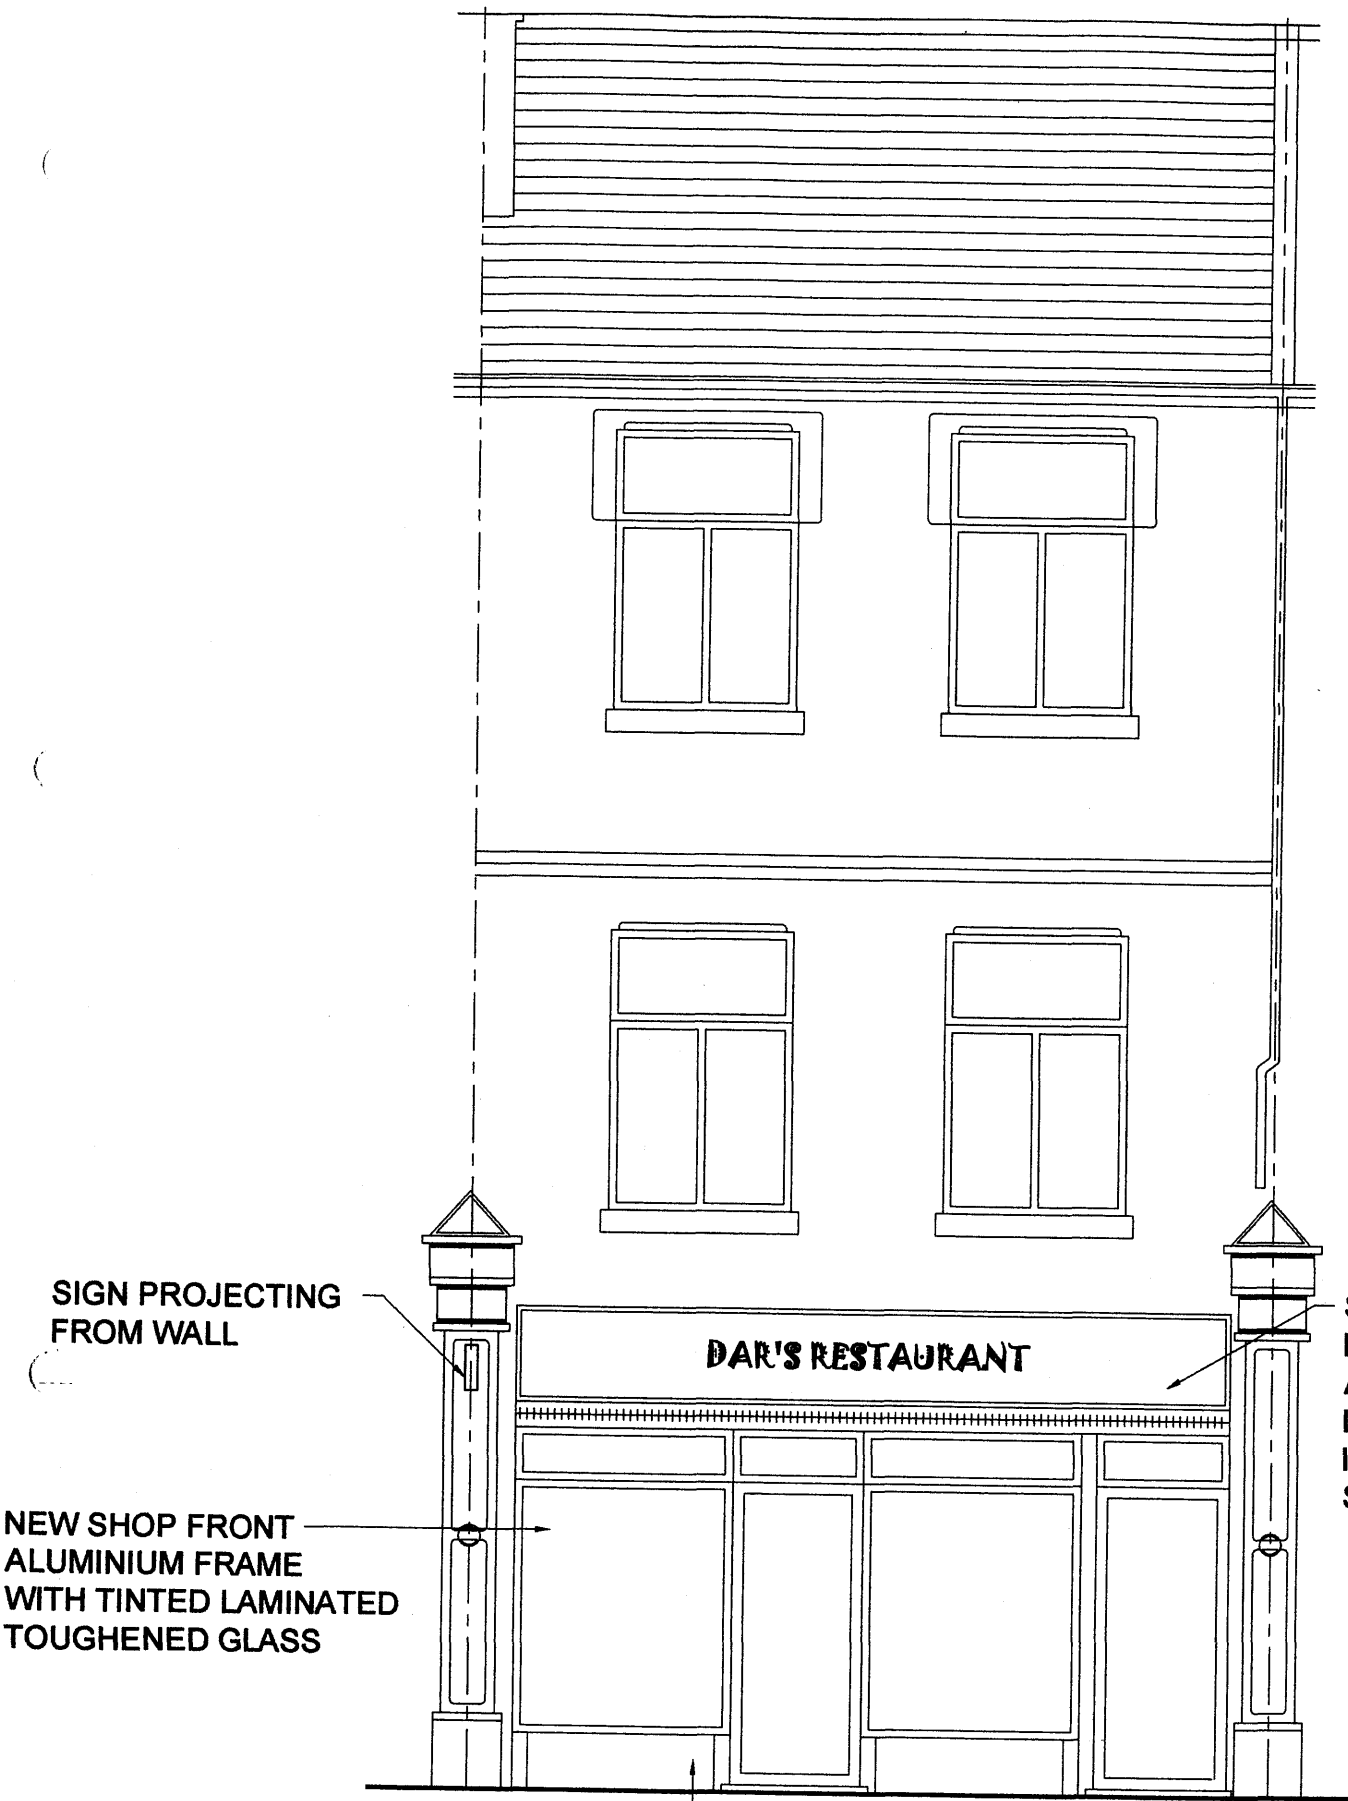 SIGN PROJECTING
FROM WALL
DAR'S RESTAURANT
NEW SHOP FRONT
ALUMINIUM FRAME
WITH TINTED LAMINATED
TOUGHENED GLASS